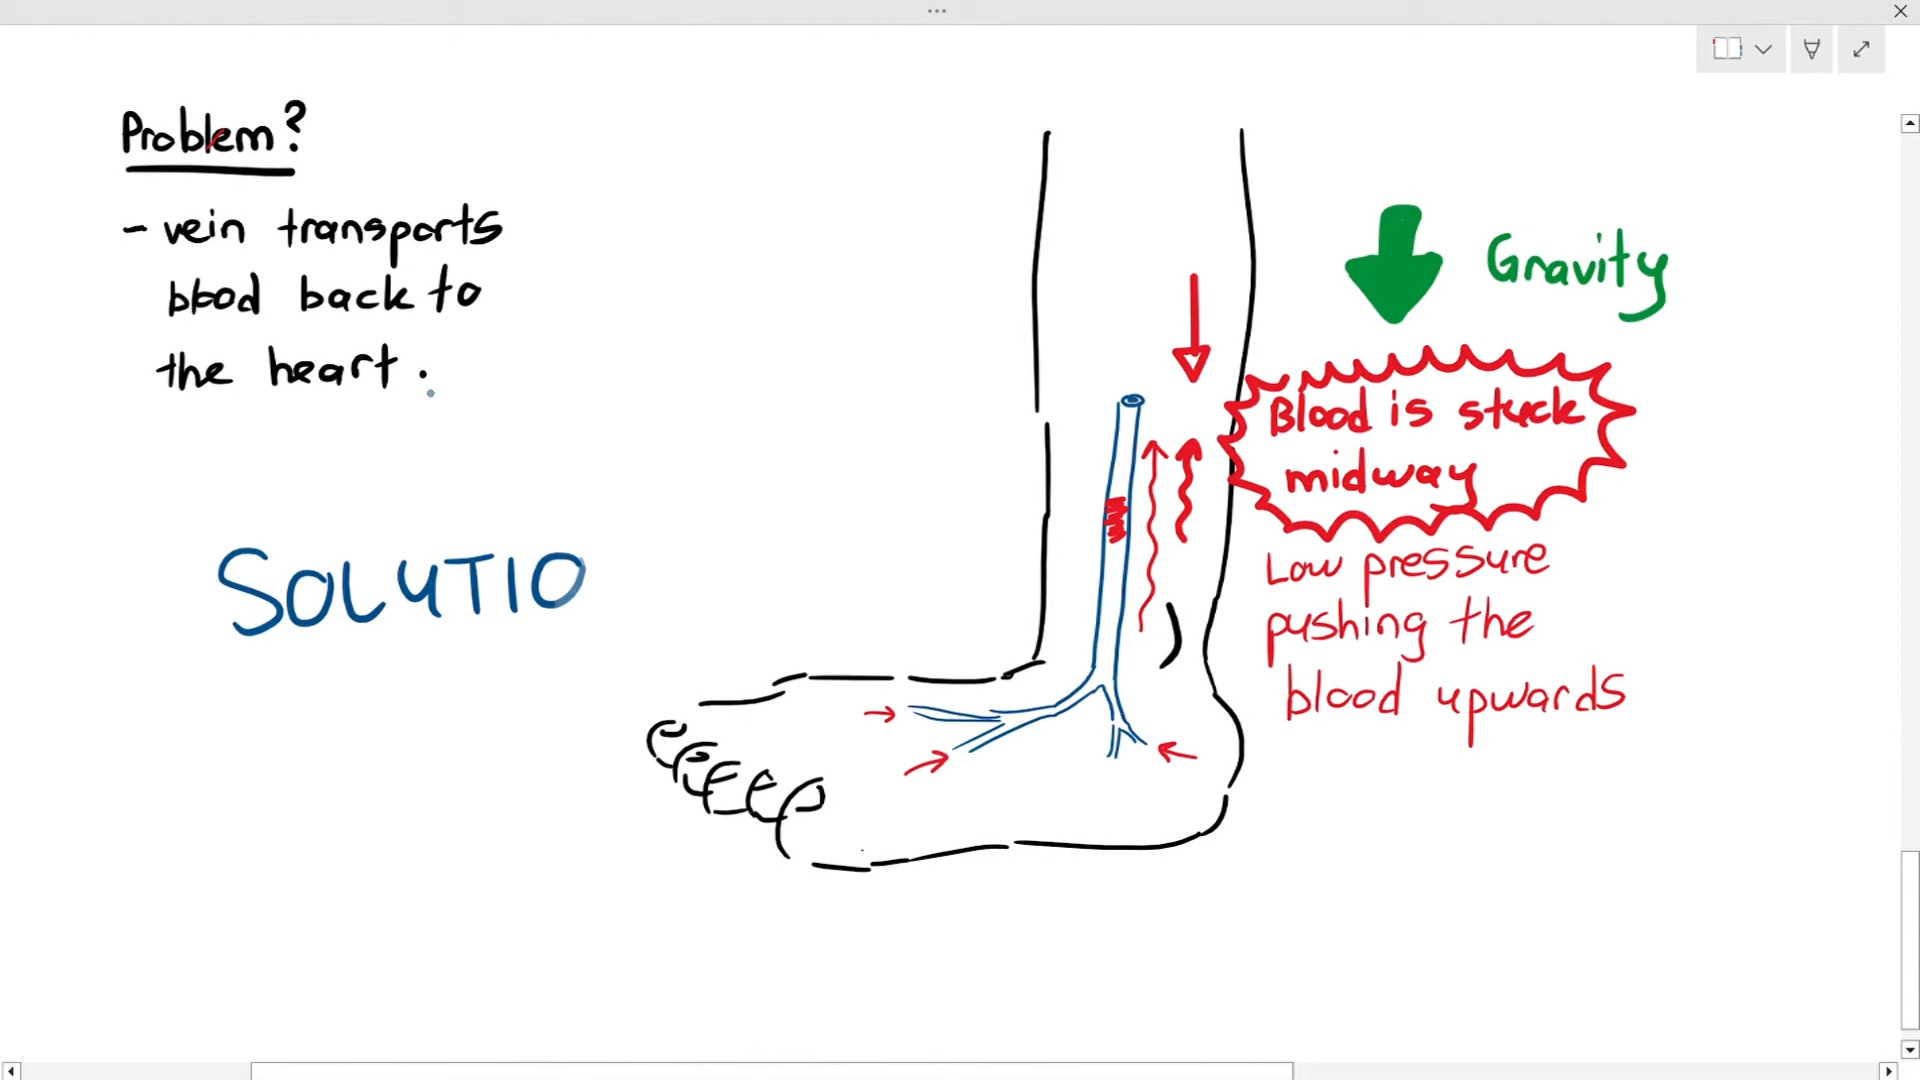 Problem?
- vein transports
blood back to
the heart.
SOLUTIO
Gravity
Blood is stuck
midway
Low pressure
pushing the
blood upwards